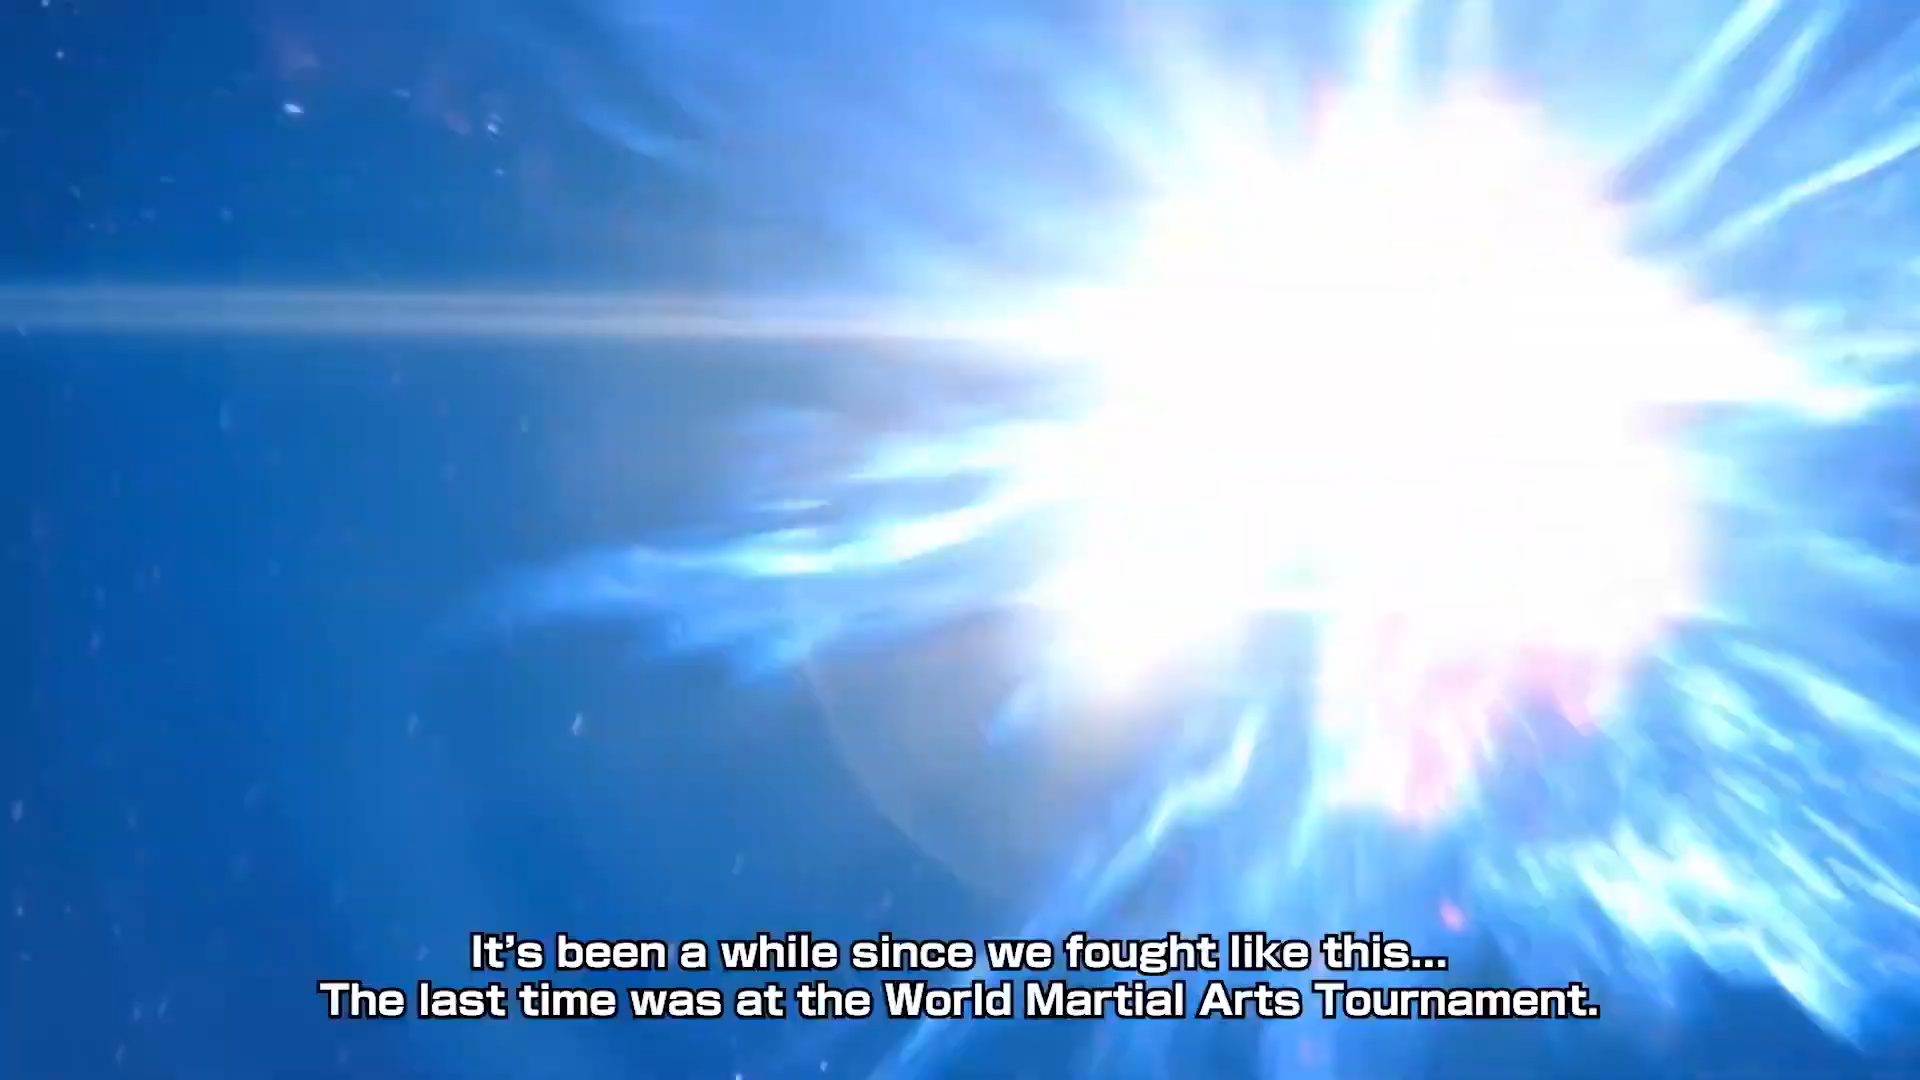 It’s been a while since we fought like this...
The last time was at the World Martial Arts Tournament.